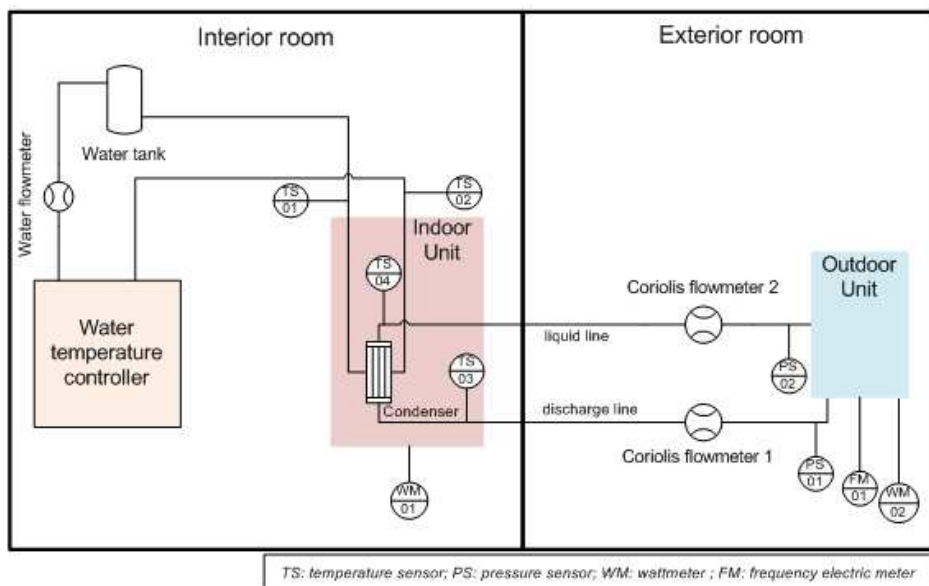 Interior room
Exterior room
Water flowmeter
Water tank
TS
01
TS
02
Indoor
Unit
TS
04
Outdoor
Unit
Coriolis flowmeter 2
Water
temperature
controller
liquid line
TS
03
PS
02
Condenser
discharge line
Coriolis flowmeter 1
PS
01
FM
01
WM
02
WM
01
TS: temperature sensor; PS: pressure sensor; WM: wattmeter ; FM: frequency electric meter